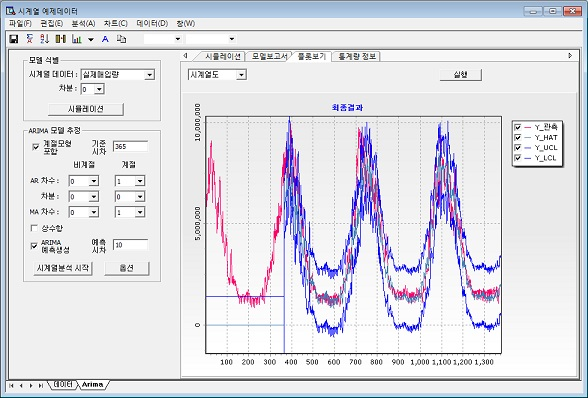 시계열 예제데이터
파일(F) 편집(E) 분석(A) 차트(C) 데이터(D) 창(W)
A
모델 식별
시계열 데이터 : 실제매입량
차분 : 0
시뮬레이션
ARIMA 모델 추정
계절모형 포함 기준 시차 365
비계절 계절
AR 차수 : 0 1
차분 : 0 0
MA 차수 : 0 1
상수항
ARIMA 예측생성 예측 시차 10
시계열분석 시작 옵션
시뮬레이션 모델보고서 플롯보기 통계량 정보
시계열도 실행
최종결과
10,000,000
5,000,000
0
100 200 300 400 500 600 700 800 900 1,000 1,100 1,200 1,300
Y_관측
Y_HAT
Y_UCL
Y_LCL
데이터 Arima